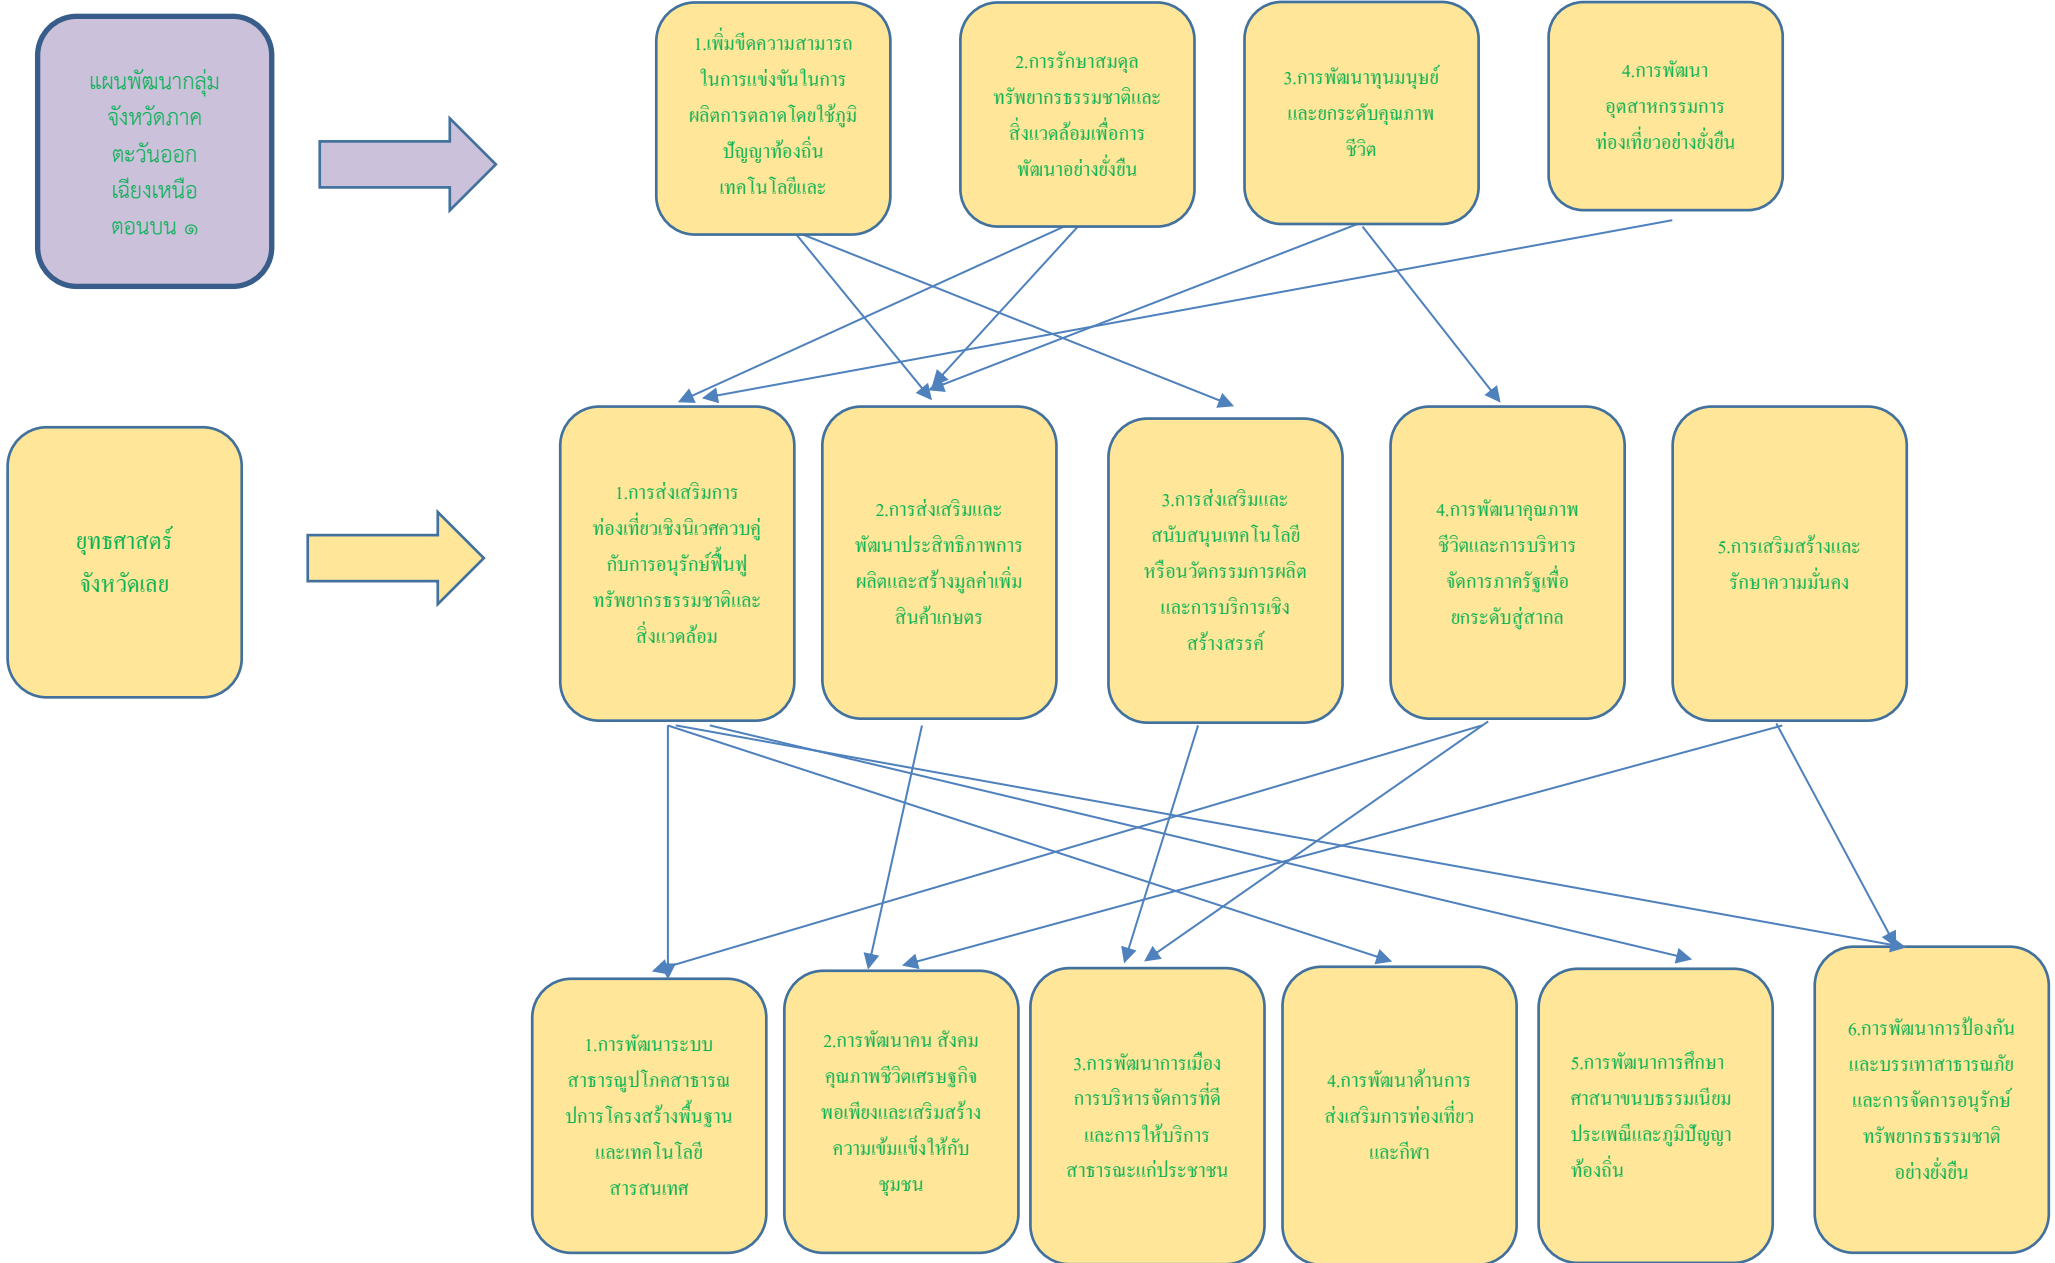 แผนพัฒนากลุ่ม
จังหวัดภาค
ตะวันออก
เฉียงเหนือ
ตอนบน ๑
1.เพิ่มขีดความสามารถ
ในการแข่งขันในการ
ผลิตการตลาดโดยใช้ภูมิ
ปัญญาท้องถิ่น
เทคโนโลยีและ
2.การรักษาสมดุล
ทรัพยากรธรรมชาติและ
สิ่งแวดล้อมเพื่อการ
พัฒนาอย่างยั่งยืน
3.การพัฒนาทุนมนุษย์
และยกระดับคุณภาพ
ชีวิต
4.การพัฒนา
อุตสาหกรรมการ
ท่องเที่ยวอย่างยั่งยืน
ยุทธศาสตร์
จังหวัดเลย
1.การส่งเสริมการ
ท่องเที่ยวเชิงนิเวศควบคู่
กับการอนุรักษ์ฟื้นฟู
ทรัพยากรธรรมชาติและ
สิ่งแวดล้อม
2.การส่งเสริมและ
พัฒนาประสิทธิภาพการ
ผลิตและสร้างมูลค่าเพิ่ม
สินค้าเกษตร
3.การส่งเสริมและ
สนับสนุนเทคโนโลยี
หรือนวัตกรรมการผลิต
และการบริการเชิง
สร้างสรรค์
4.การพัฒนาคุณภาพ
ชีวิตและการบริหาร
จัดการภาครัฐเพื่อ
ยกระดับสู่สากล
5.การเสริมสร้างและ
รักษาความมั่นคง
1.การพัฒนาระบบ
สาธารณูปโภคสาธารณ
ปการโครงสร้างพื้นฐาน
และเทคโนโลยี
สารสนเทศ
2.การพัฒนาคน สังคม
คุณภาพชีวิตเศรษฐกิจ
พอเพียงและเสริมสร้าง
ความเข้มแข็งให้กับ
ชุมชน
3.การพัฒนาการเมือง
การบริหารจัดการที่ดี
และการให้บริการ
สาธารณะแก่ประชาชน
4.การพัฒนาด้านการ
ส่งเสริมการท่องเที่ยว
และกีฬา
5.การพัฒนาการศึกษา
ศาสนาขนบธรรมเนียม
ประเพณีและภูมิปัญญา
ท้องถิ่น
6.การพัฒนาการป้องกัน
และบรรเทาสาธารณภัย
และการจัดการอนุรักษ์
ทรัพยากรธรรมชาติ
อย่างยั่งยืน